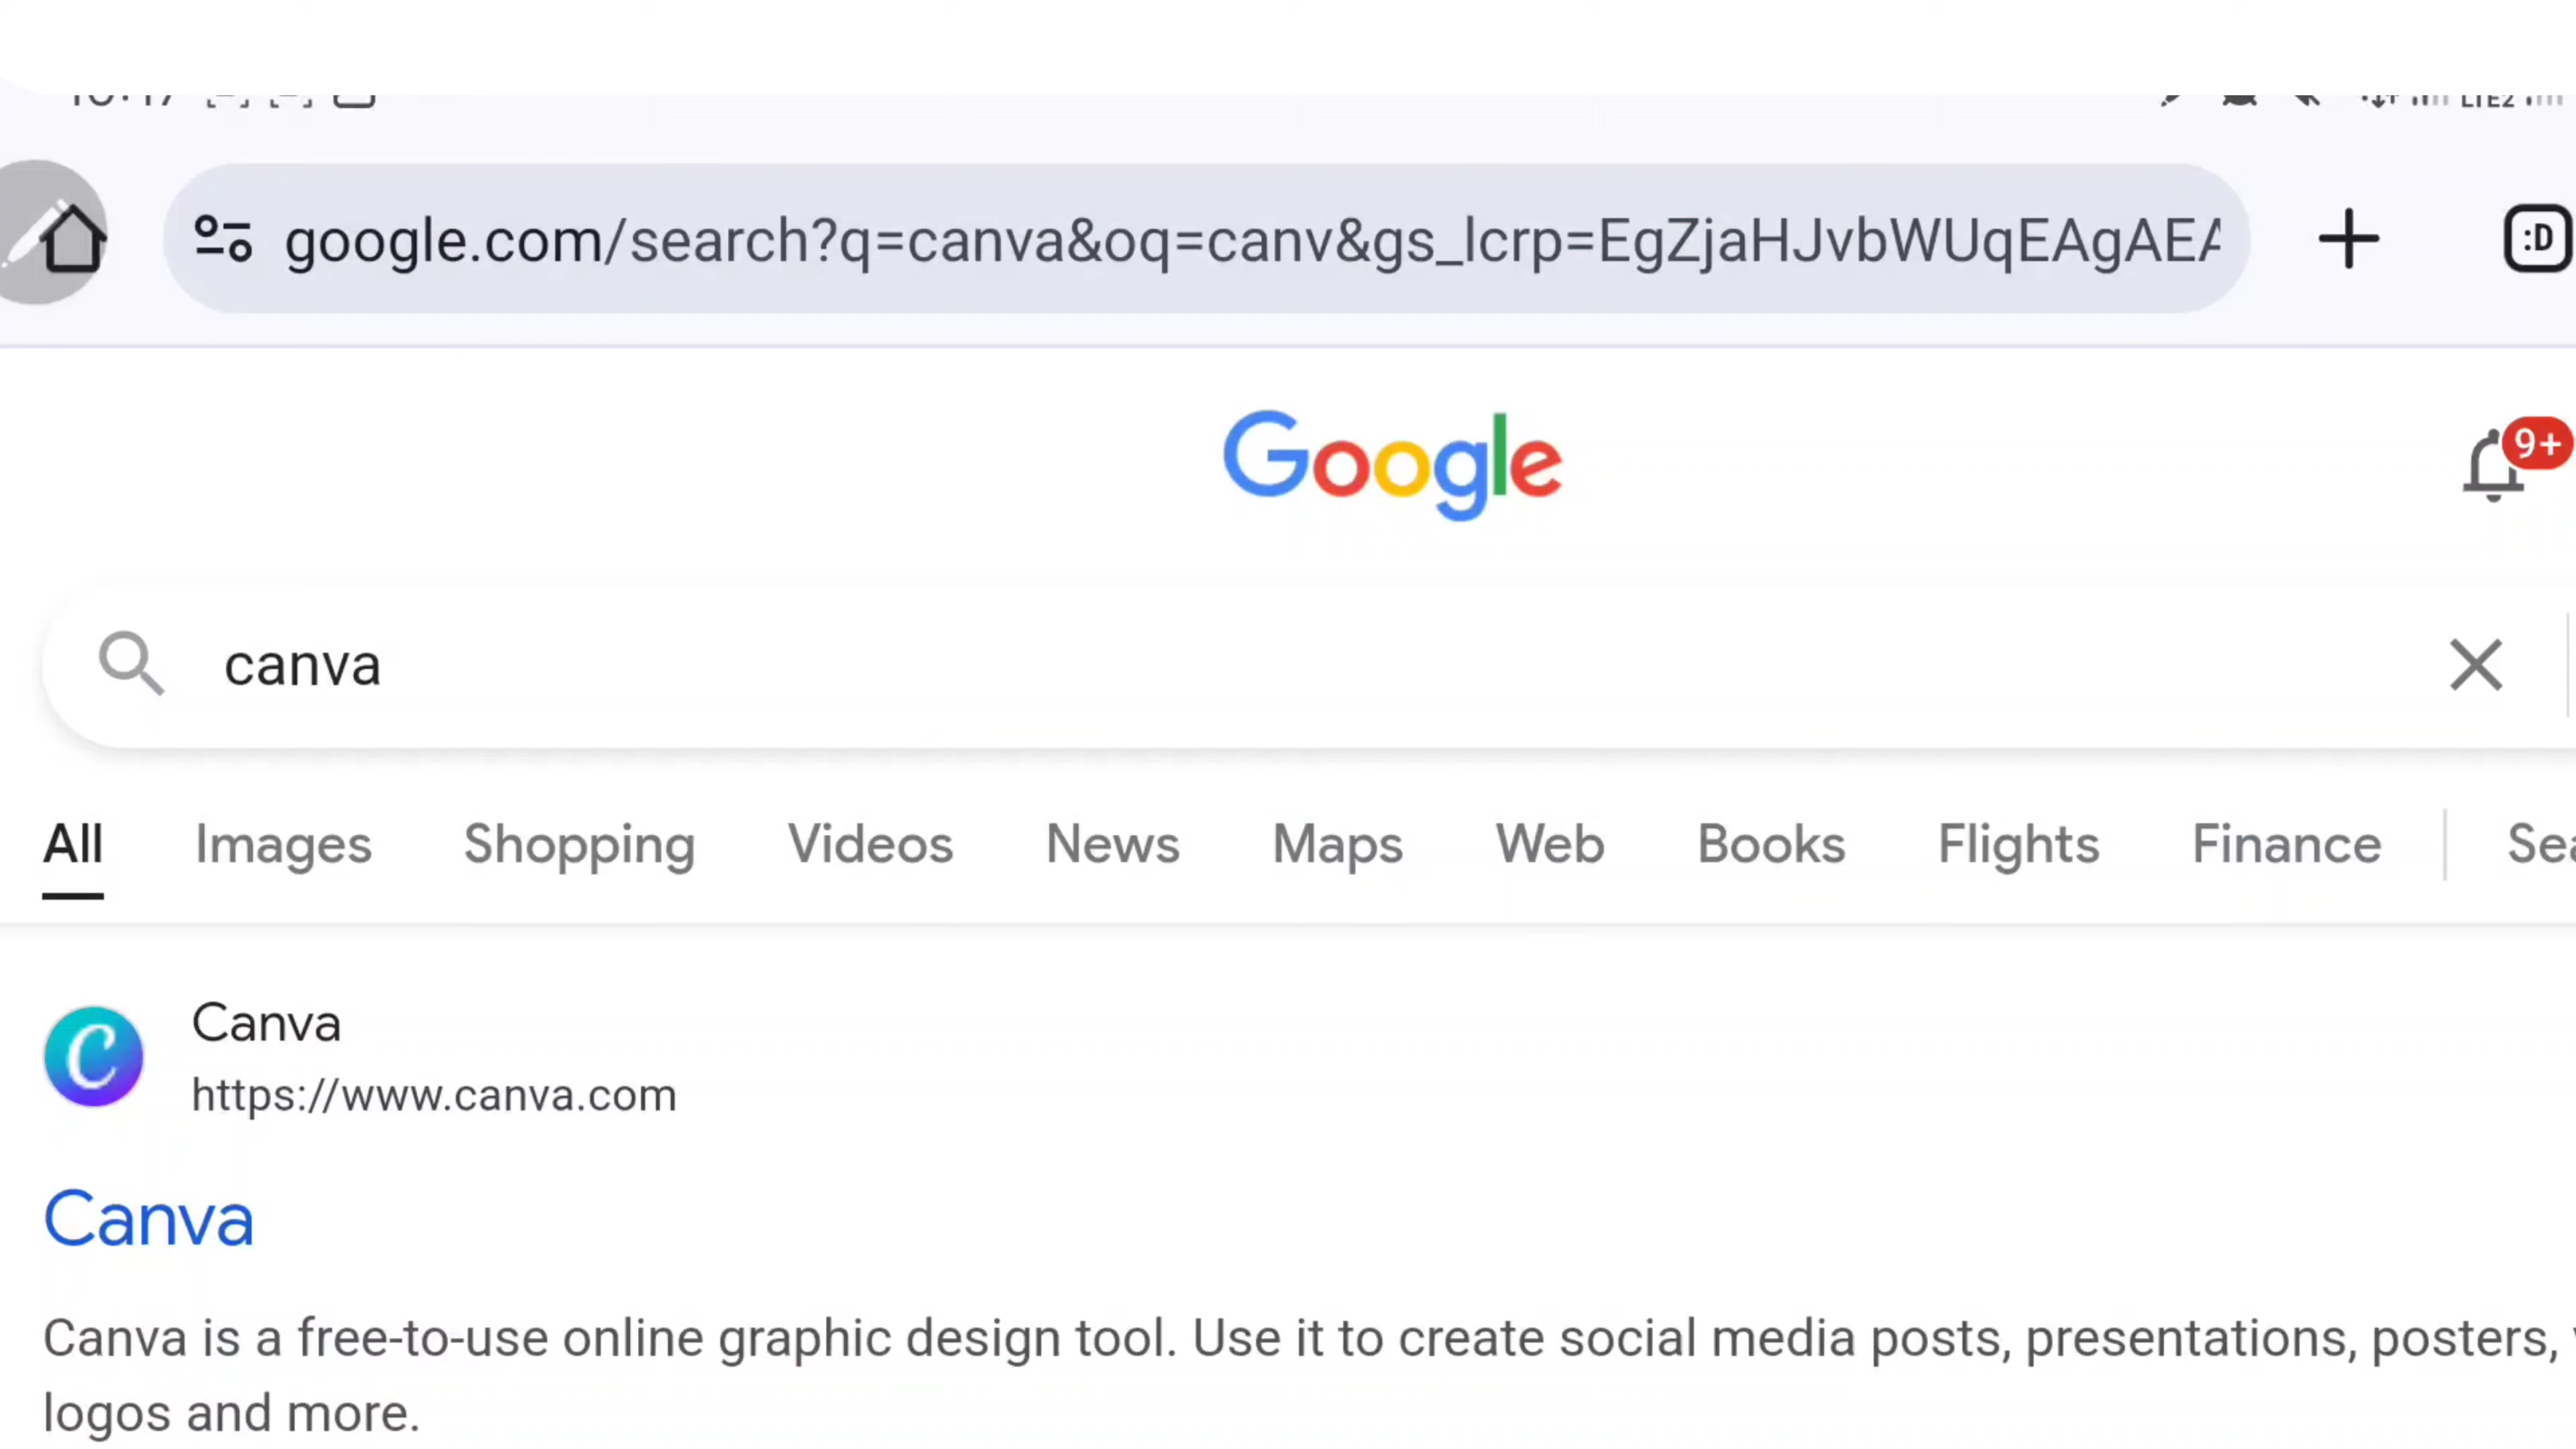 LTE2
google.com/search?q=canva&oq=canv&gs_lcrp=EgZjaHJvbWUqEAgAEA
:D
Google
9+
canva
All Images Shopping Videos News Maps Web Books Flights Finance
Canva
https://www.canva.com
Canva
Canva is a free-to-use online graphic design tool. Use it to create social media posts, presentations, posters,
logos and more.